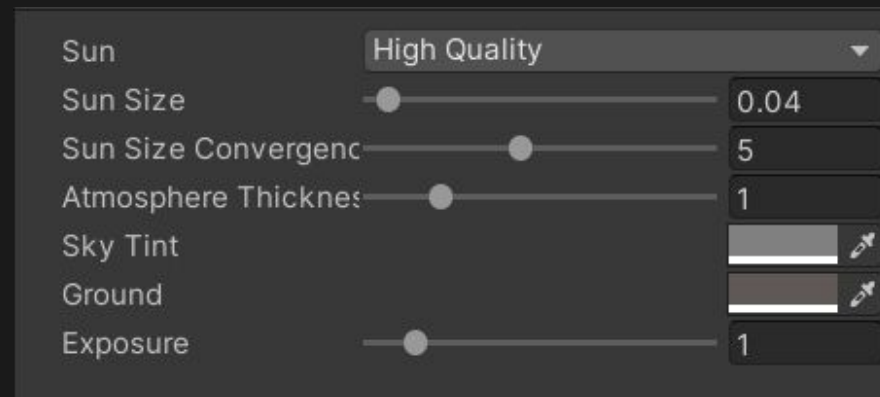 Sun High Quality
Sun Size 0.04
Sun Size Convergenc 5
Atmosphere Thicknes 1
Sky Tint
Ground
Exposure 1